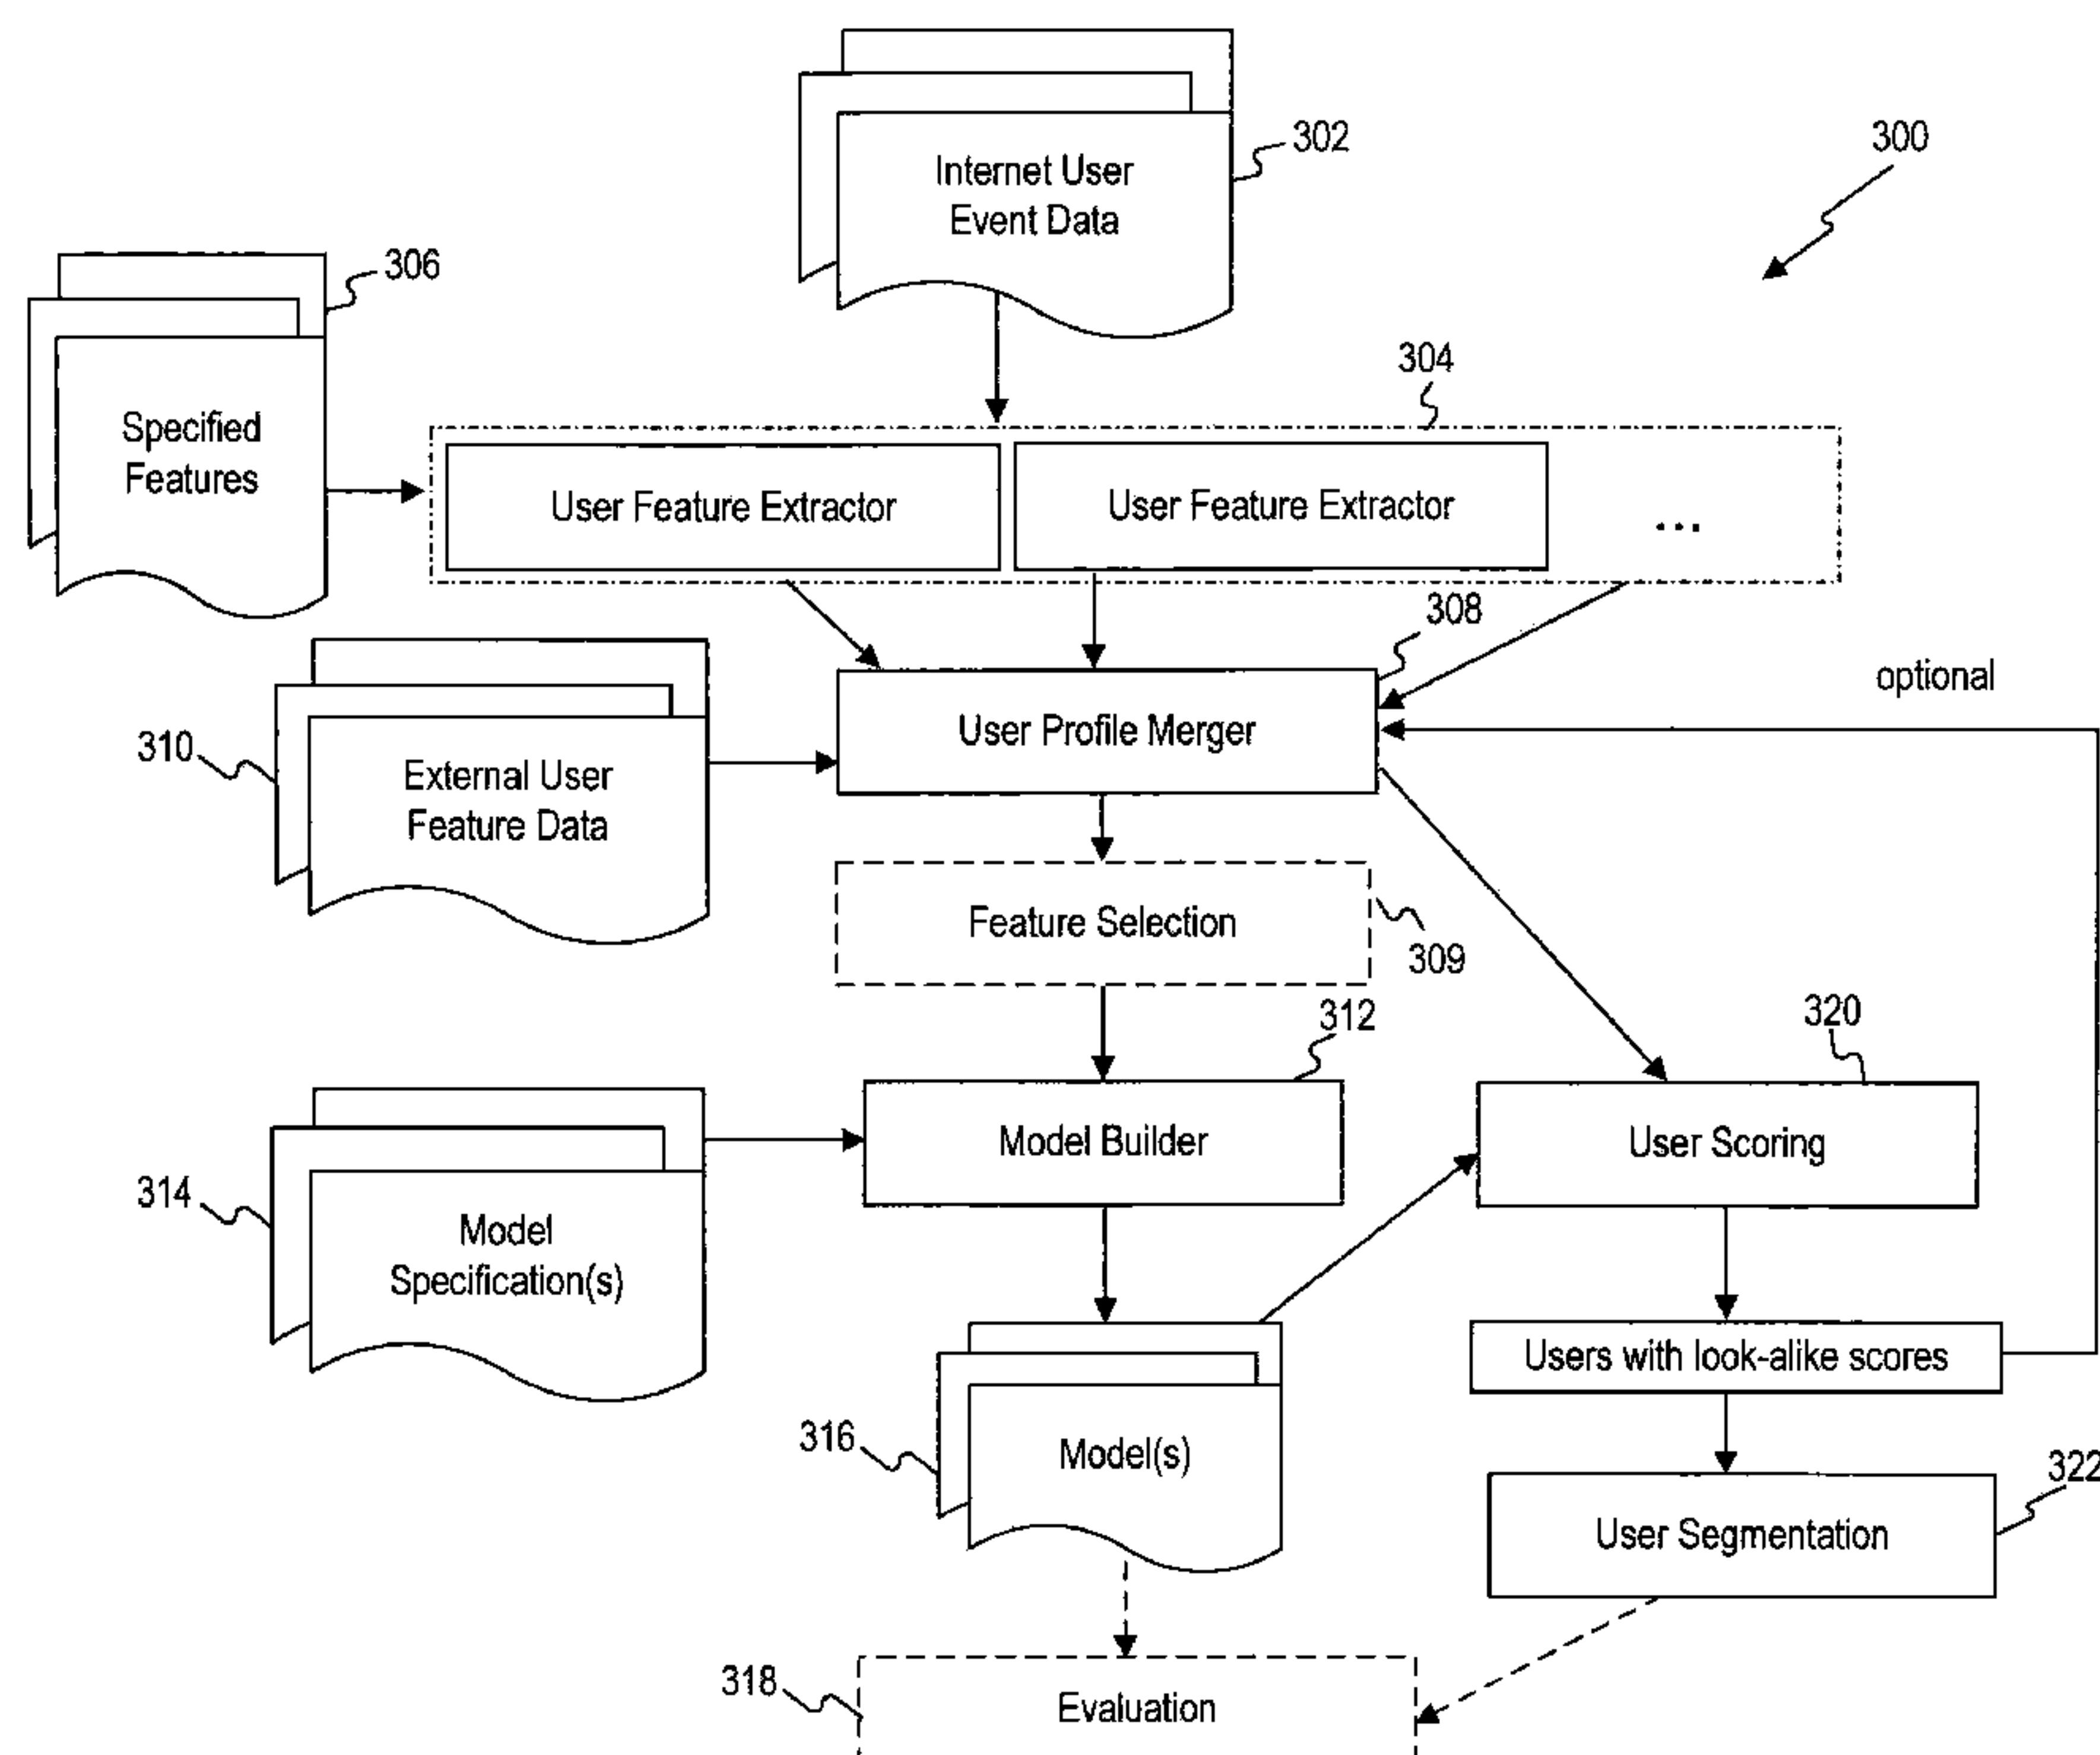 302
300
Internet User
Event Data
306
304
Specified
Features
User Feature Extractor
User Feature Extractor
...
308
optional
310
User Profile Merger
External User
Feature Data
Feature Selection
309
312
320
314
Model Builder
User Scoring
Model
Specification(s)
Users with look-alike scores
316
Model(s)
322
User Segmentation
318
Evaluation